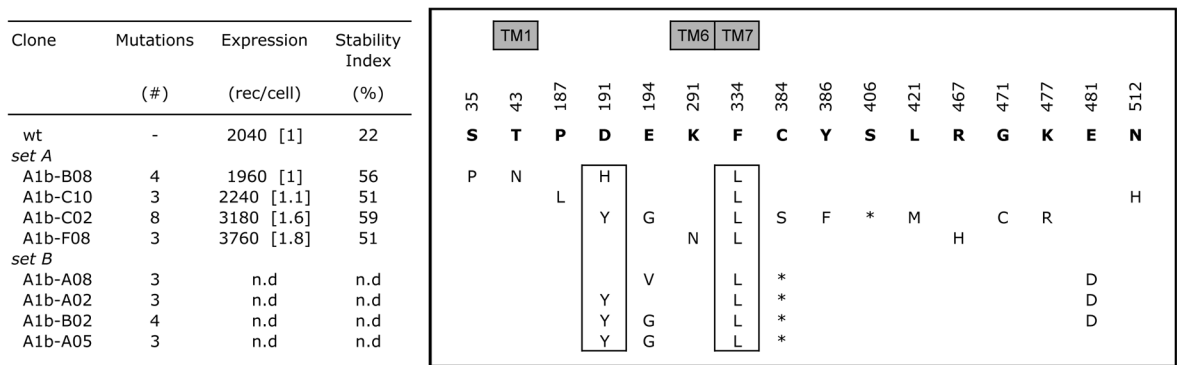 Clone Mutations Expression Stability Index
(#) (rec/cell) (%)
wt - 2040 [1] 22
set A
A1b-B08 4 1960 [1] 56
A1b-C10 3 2240 [1.1] 51
A1b-C02 8 3180 [1.6] 59
A1b-F08 3 3760 [1.8] 51
set B
A1b-A08 3 n.d n.d
A1b-A02 3 n.d n.d
A1b-B02 4 n.d n.d
A1b-A05 3 n.d n.d
TM1 TM6 TM7
35 43 187 191 194 291 334 384 386 406 421 467 471 477 481 512
S T P D E K F C Y S L R G K E N
P N H L
L L H
Y G L S F * M C R
N L H
V L * D
Y L * D
Y G L * D
Y G L *